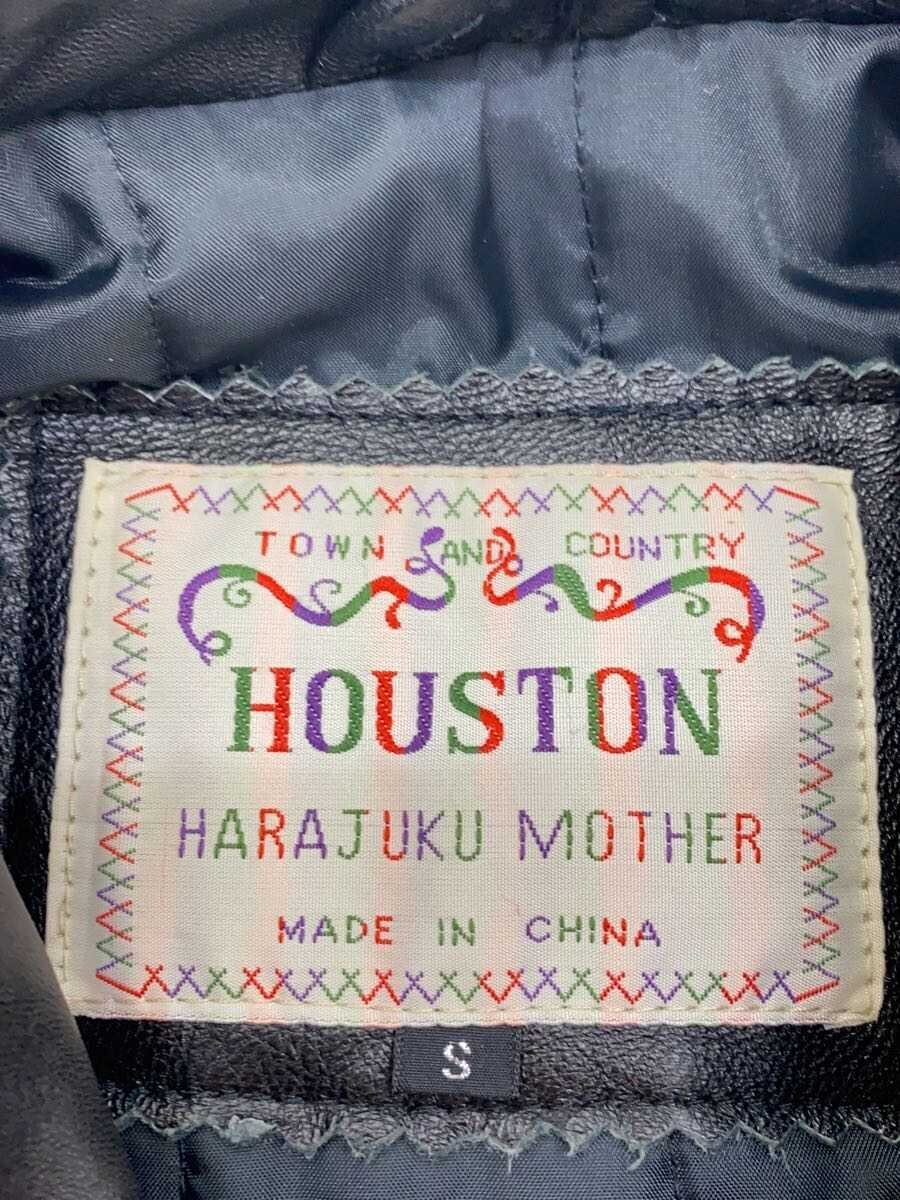 TOWN AND COUNTRY
HOUSTON
HARAJUKU MOTHER
MADE IN CHINA
S